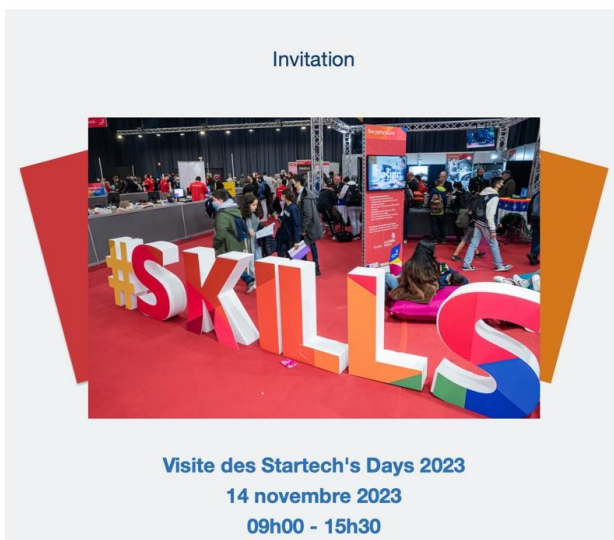 Invitation
#SKILLS
Visite des Startech's Days 2023
14 novembre 2023
09h00 - 15h30